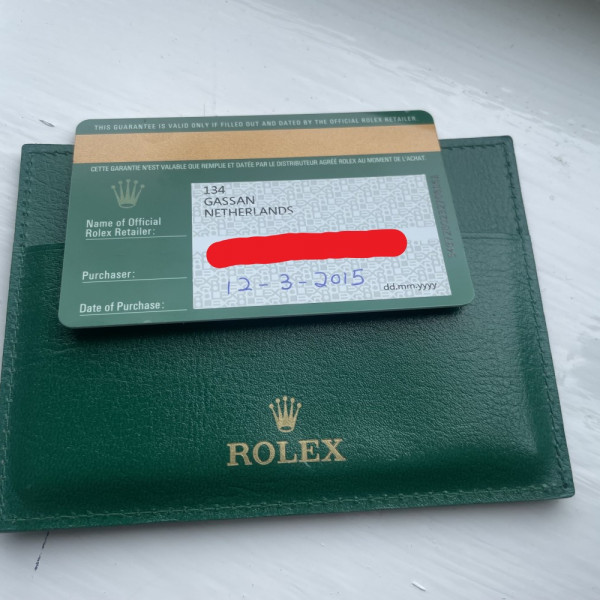 THIS GUARANTEE IS VALID ONLY IF FILLED OUT AND DATED BY THE OFFICIAL ROLEX RETAILER
CETTE GARANTIE N'EST VALABLE QUE REMPLIE ET DATÉE PAR LE DISTRIBUTEUR AGRÉÉ ROLEX AU MOMENT DE L'ACHAT
134
GASSAN
NETHERLANDS
Name of Official
Rolex Retailer:
Purchaser:
12-3-2015
dd.mm.yyyy
Date of Purchase:
ROLEX